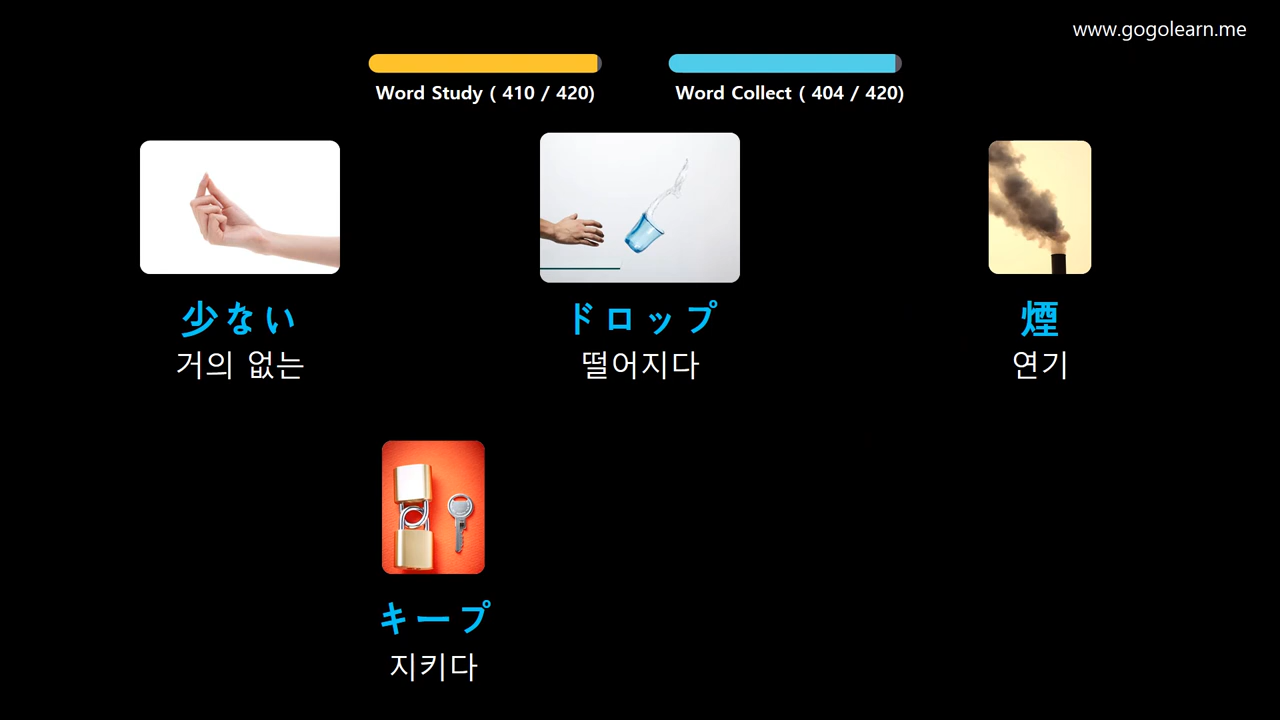 www.gogolearn.me
Word Study ( 410 / 420)
Word Collect ( 404 / 420)
少ない
거의 없는
ドロップ
떨어지다
煙
연기
キープ
지키다